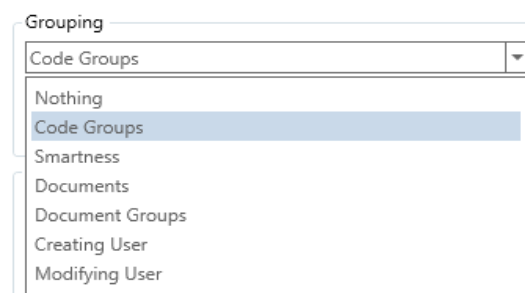 Grouping
Code Groups
Nothing
Code Groups
Smartness
Documents
Document Groups
Creating User
Modifying User